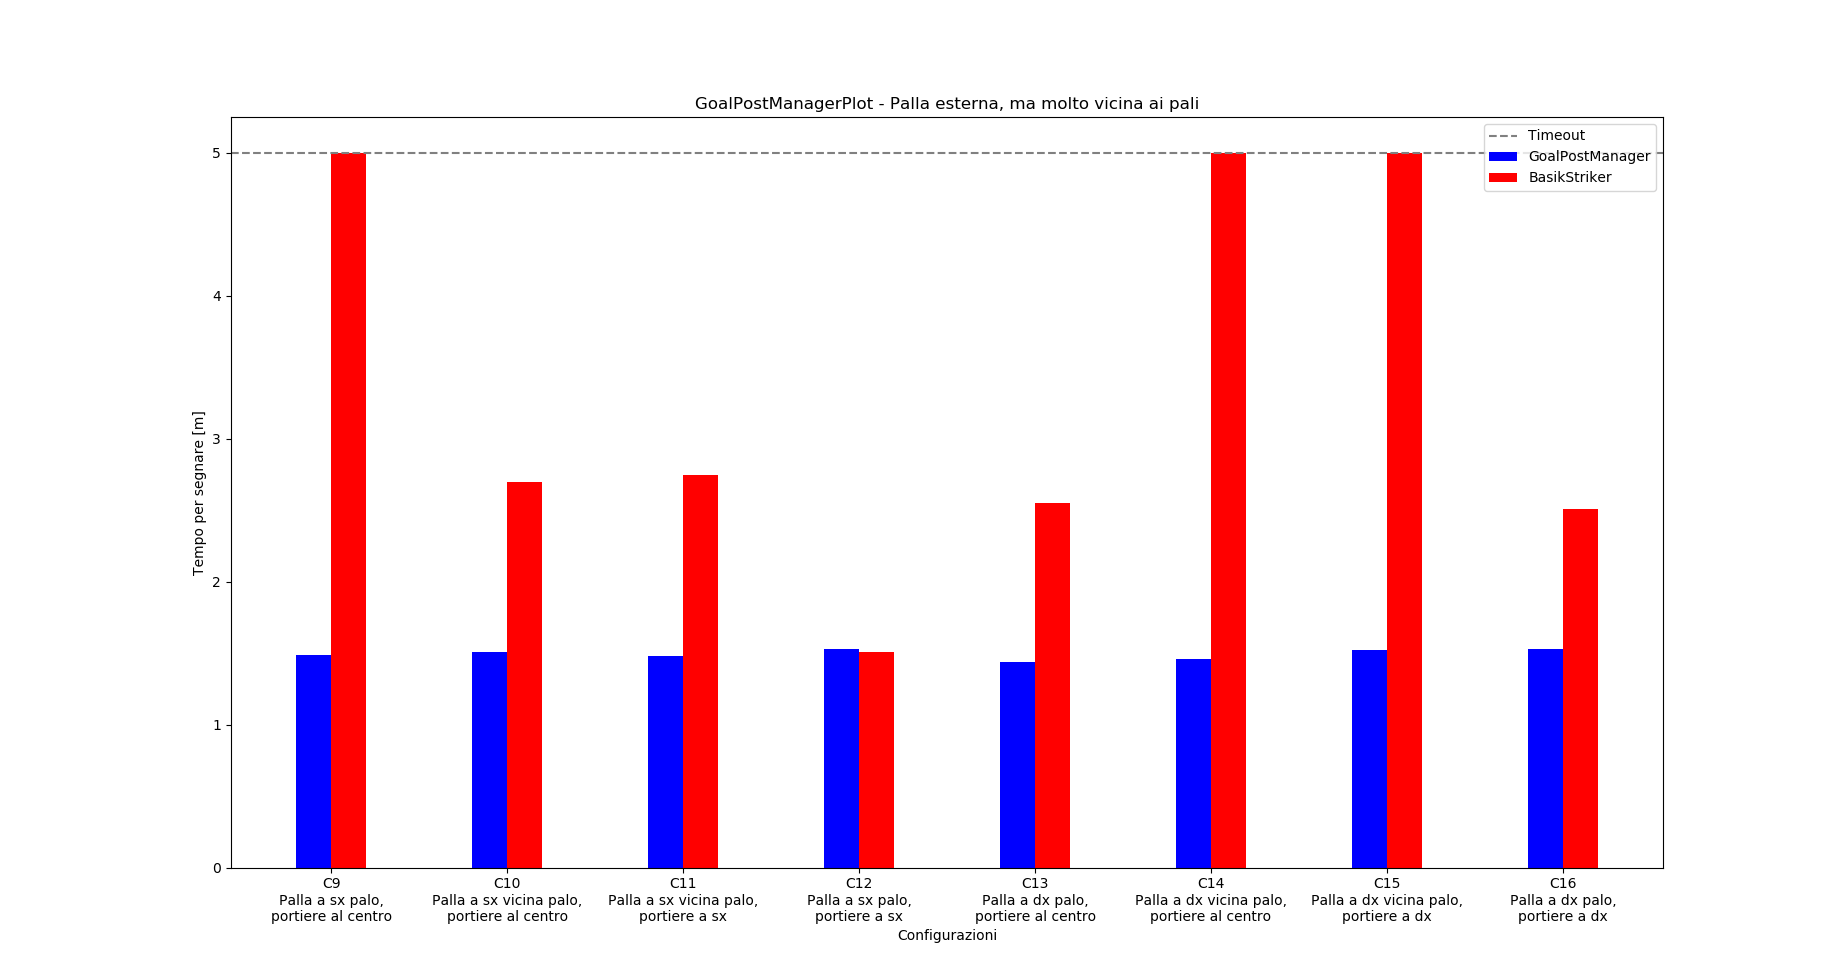 GoalPostManagerPlot - Palla esterna, ma molto vicina ai pali
Timeout
GoalPostManager
BasikStriker
5
4
3
2
1
0
Tempo per segnare [m]
C9
Palla a sx palo,
portiere al centro
C10
Palla a sx vicina palo,
portiere al centro
C11
Palla a sx vicina palo,
portiere a sx
C12
Palla a sx palo,
portiere a sx
C13
Palla a dx palo,
portiere al centro
C14
Palla a dx vicina palo,
portiere al centro
C15
Palla a dx vicina palo,
portiere a dx
C16
Palla a dx palo,
portiere a dx
Configurazioni